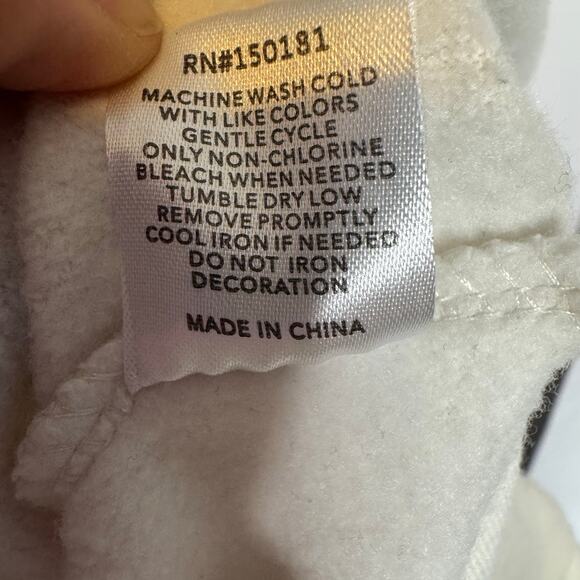 RN#150181
MACHINE WASH COLD
WITH LIKE COLORS
GENTLE CYCLE
ONLY NON-CHLORINE
BLEACH WHEN NEEDED
TUMBLE DRY LOW
REMOVE PROMPTLY
COOL IRON IF NEEDED
DO NOT IRON
DECORATION
MADE IN CHINA